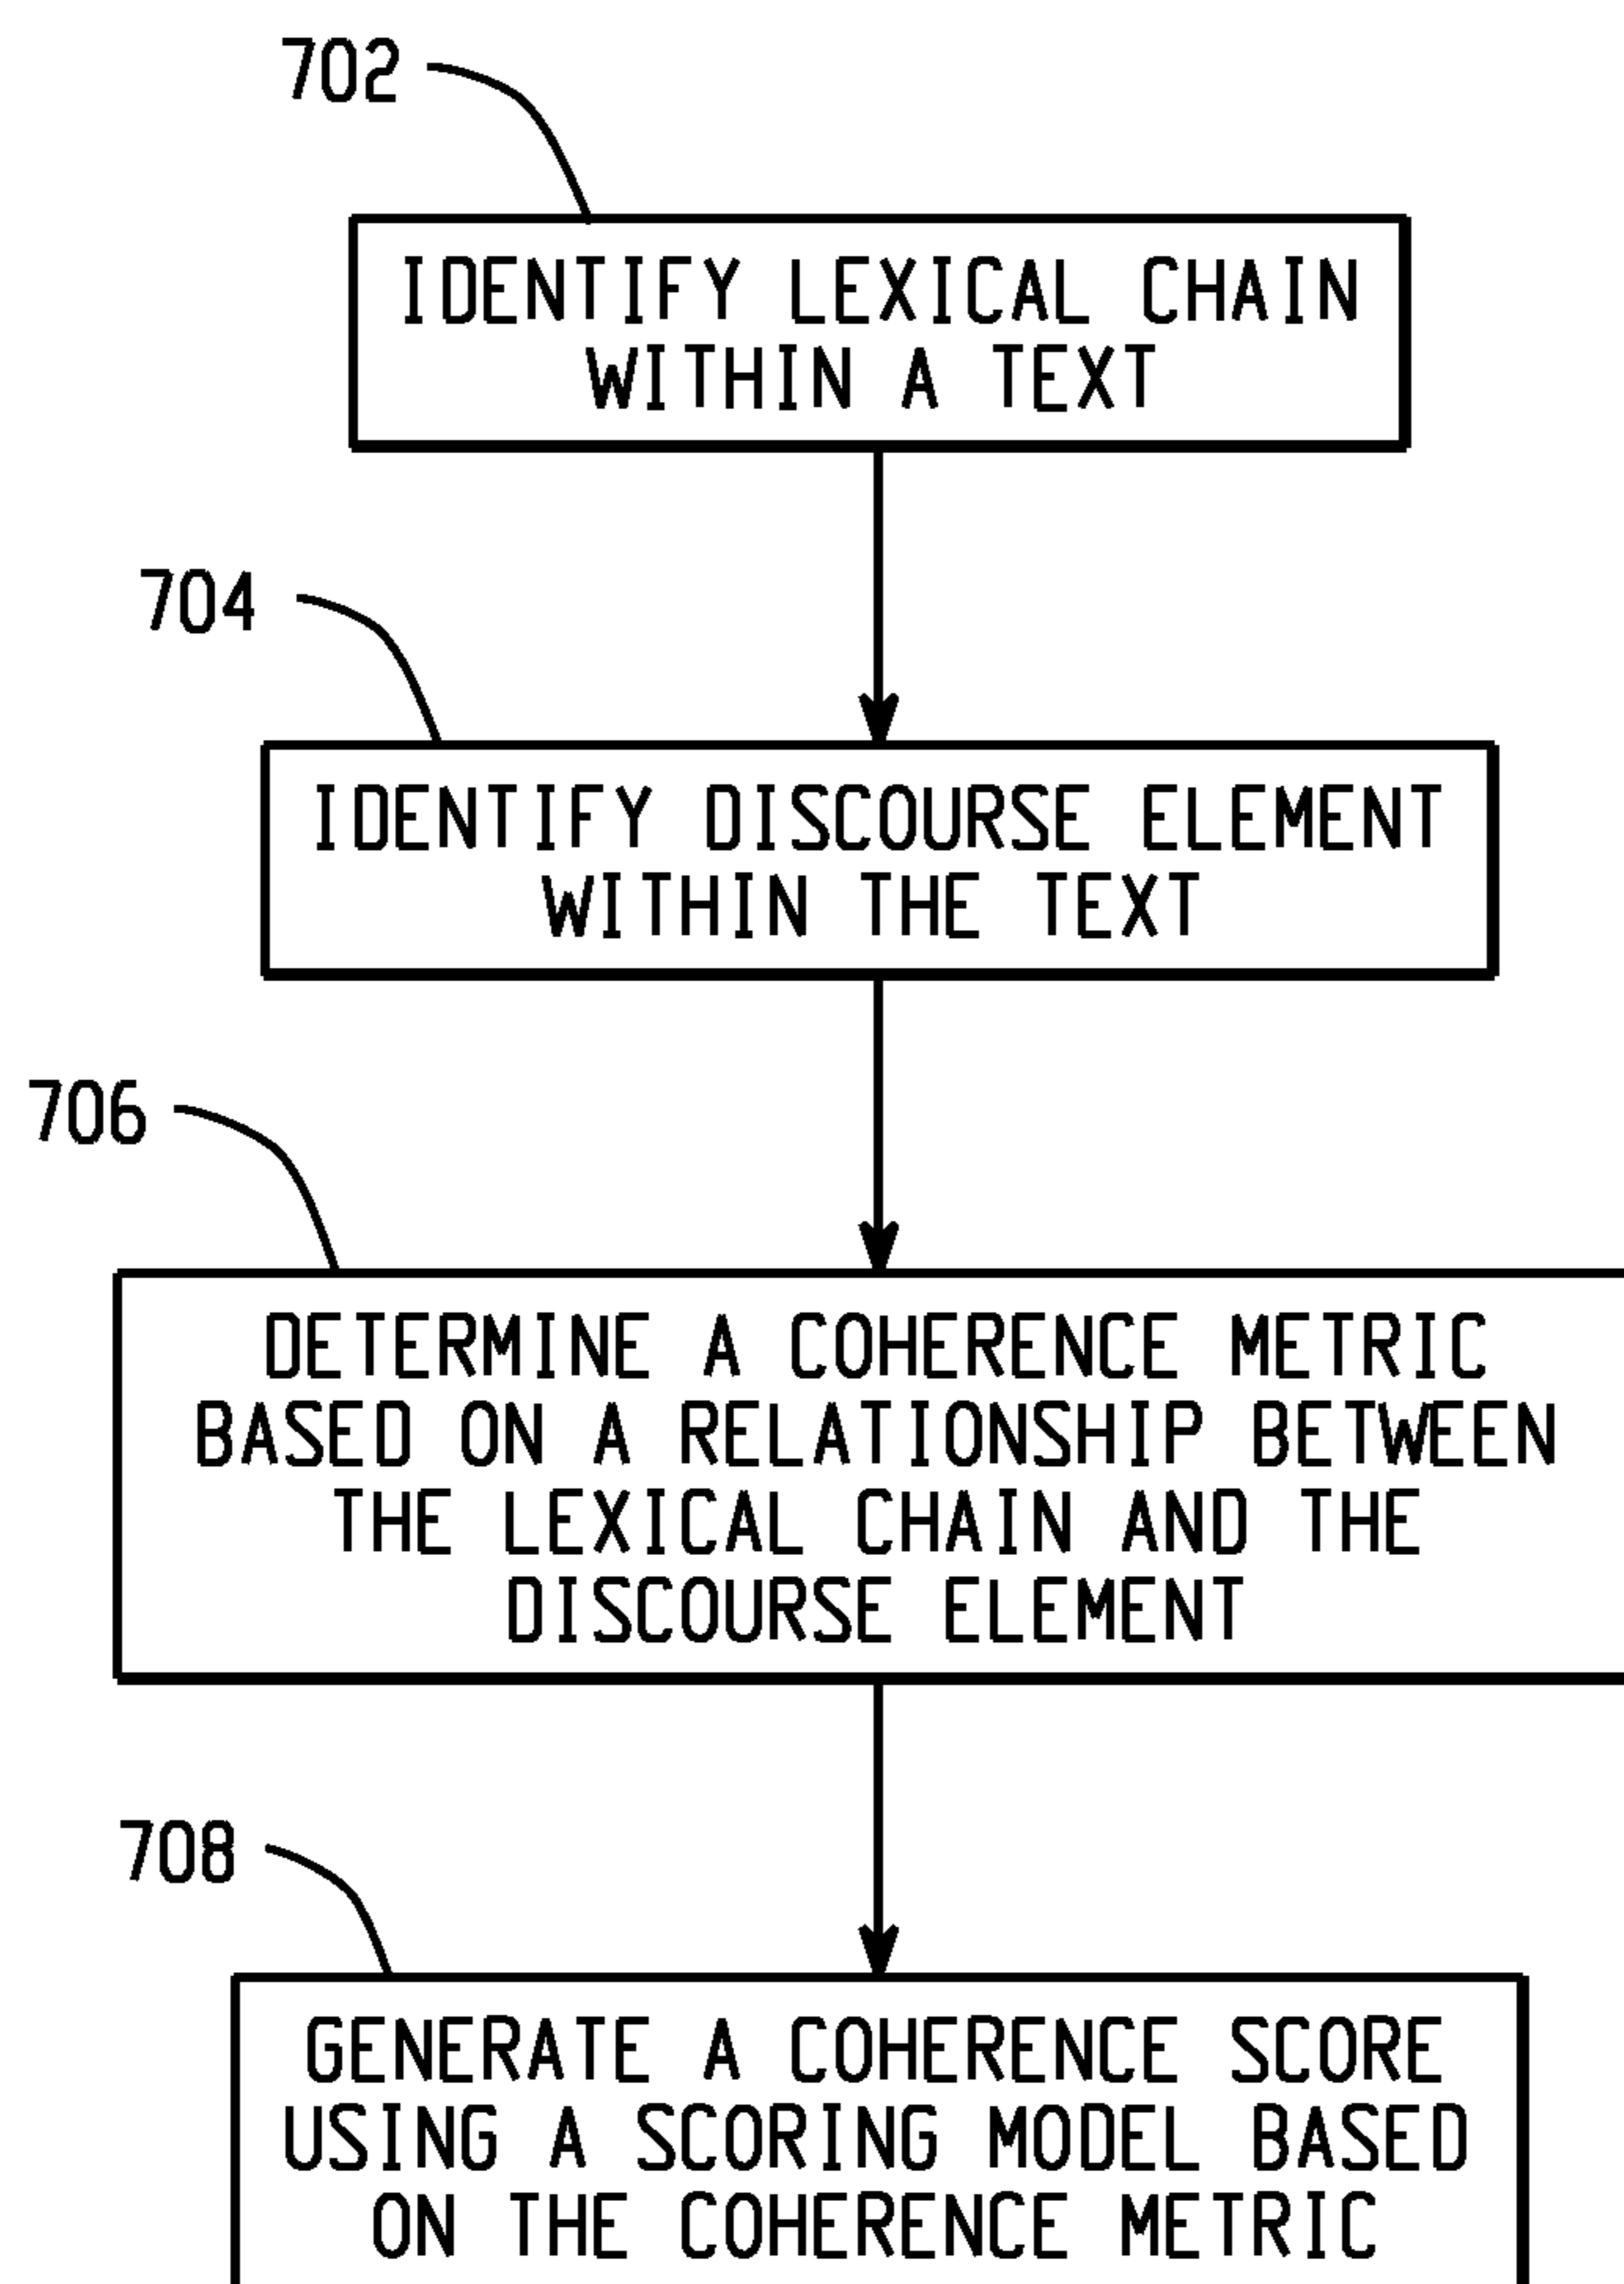 702
IDENTIFY LEXICAL CHAIN
WITHIN A TEXT
704
IDENTIFY DISCOURSE ELEMENT
WITHIN THE TEXT
706
DETERMINE A COHERENCE METRIC
BASED ON A RELATIONSHIP BETWEEN
THE LEXICAL CHAIN AND THE
DISCOURSE ELEMENT
708
GENERATE A COHERENCE SCORE
USING A SCORING MODEL BASED
ON THE COHERENCE METRIC